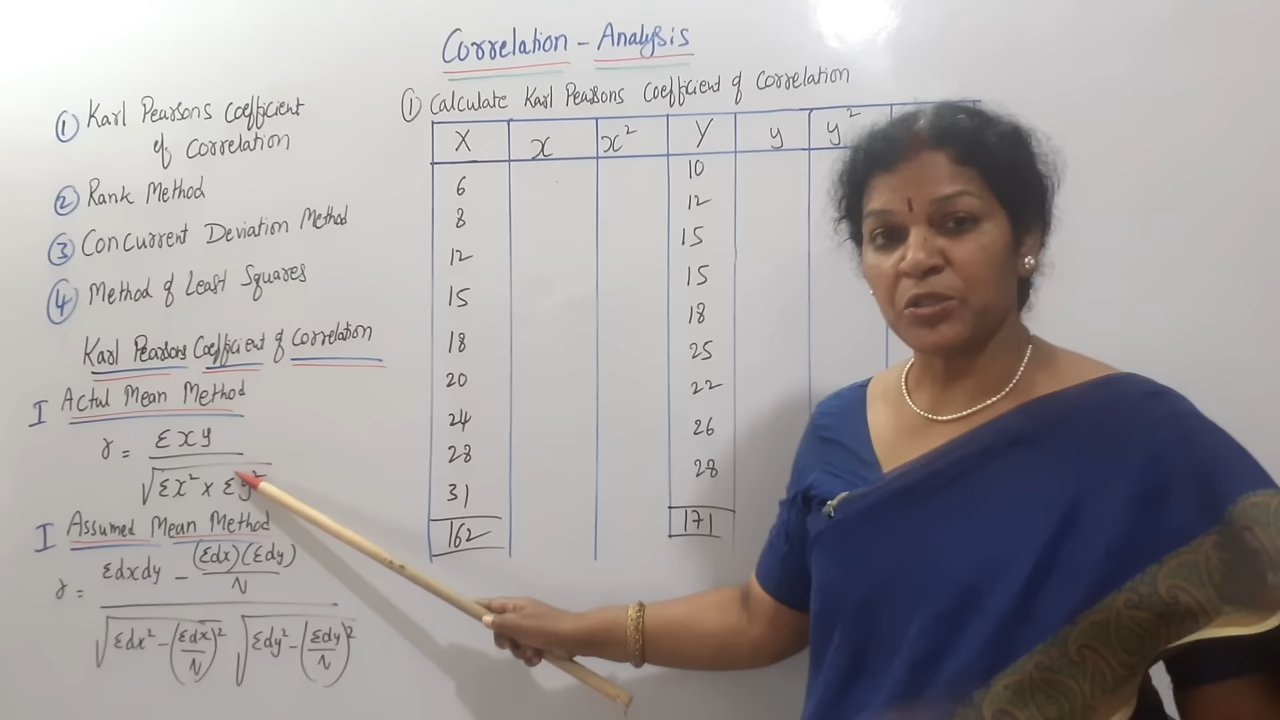 Correlation - Analysis
① Karl Pearsons Coefficient
of Correlation
② Rank Method
③ Concurrent Deviation Method
④ Method of Least Squares
Karl Pearsons Coefficient of Correlation
I Actul Mean Method
r = Σxy / √Σx² x Σy²
I Assumed Mean Method
r = Σdxdy - (Σdx)(Σdy)/N / √Σdx² - (Σdx/N)² √Σdy² - (Σdy/N)²
① Calculate Karl Pearsons Coefficient of Correlation
X x x² Y y y²
6 10
8 12
12 15
15 15
18 18
20 25
24 22
28 26
31 28
162 171